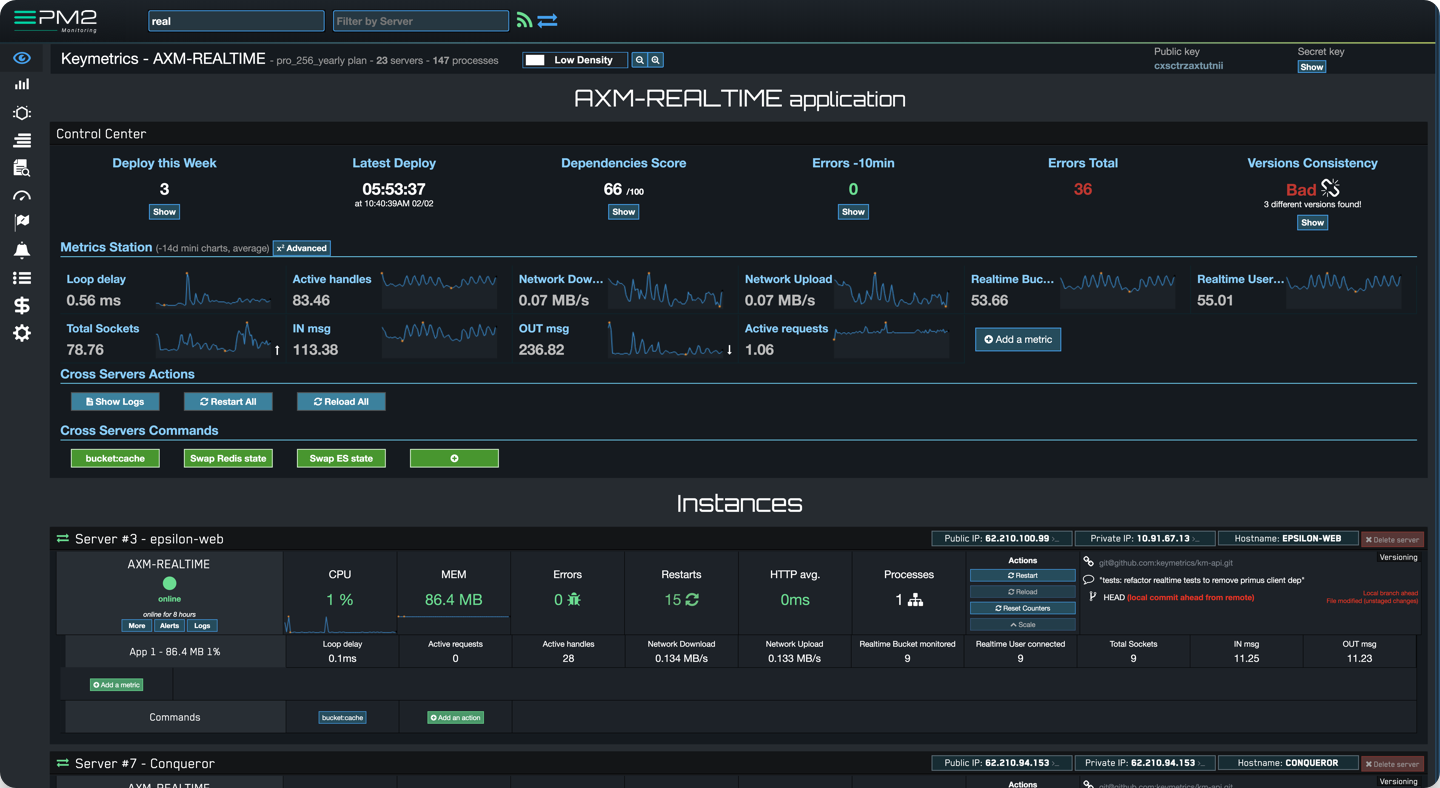 PM2
Monitoring
real
Filter by Server
Keymetrics - AXM-REALTIME - pro_256_yearly plan - 23 servers - 147 processes
Low Density
Public key
cxsctrzaxtutnii
Secret key
Show
AXM-REALTIME application
Control Center
Deploy this Week
3
Show
Latest Deploy
05:53:37
at 10:40:39AM 02/02
Dependencies Score
66 /100
Show
Errors -10min
0
Show
Errors Total
36
Versions Consistency
Bad
3 different versions found!
Show
Metrics Station (-14d mini charts, average) x² Advanced
Loop delay
0.56 ms
Active handles
83.46
Network Dow...
0.07 MB/s
Network Upload
0.07 MB/s
Realtime Buc...
53.66
Realtime User...
55.01
Total Sockets
78.76
IN msg
113.38
OUT msg
236.82
Active requests
1.06
Add a metric
Cross Servers Actions
Show Logs
Restart All
Reload All
Cross Servers Commands
bucket:cache
Swap Redis state
Swap ES state
Instances
Server #3 - epsilon-web
Public IP: 62.210.100.99
Private IP: 10.91.67.13
Hostname: EPSILON-WEB
Delete server
AXM-REALTIME
online
online for 8 hours
More
Alerts
Logs
CPU
1 %
MEM
86.4 MB
Errors
0
Restarts
15
HTTP avg.
0ms
Processes
1
Actions
Restart
Reload
Reset Counters
Scale
Versioning
git@github.com:keymetrics/km-api.git
"tests: refactor realtime tests to remove primus client dep"
HEAD (local commit ahead from remote)
Local branch ahead
File modified (unstaged changes)
App 1 - 86.4 MB 1%
Loop delay
0.1ms
Active requests
0
Active handles
28
Network Download
0.134 MB/s
Network Upload
0.133 MB/s
Realtime Bucket monitored
9
Realtime User connected
9
Total Sockets
9
IN msg
11.25
OUT msg
11.23
Add a metric
Commands
bucket:cache
Add an action
Server #7 - Conqueror
Public IP: 62.210.94.153
Private IP: 62.210.94.153
Hostname: CONQUEROR
Delete server
AXM-REALTIME
Actions
Versioning
git@github.com:keymetrics/km-api.git